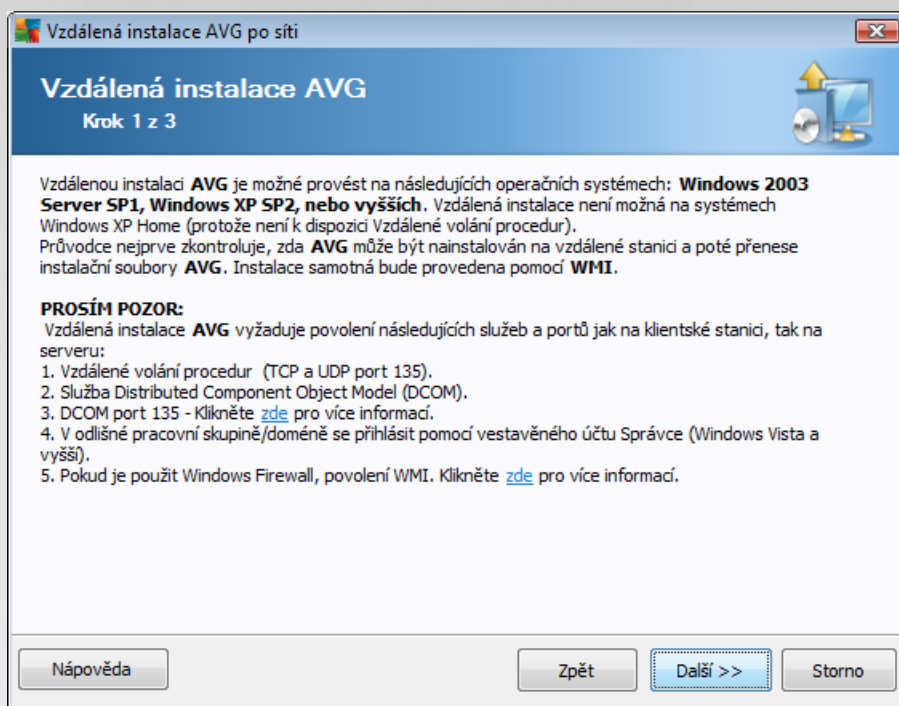 Vzdálená instalace AVG po síti
Vzdálená instalace AVG
Krok 1 z 3
Vzdálenou instalaci AVG je možné provést na následujících operačních systémech: Windows 2003
Server SP1, Windows XP SP2, nebo vyšších. Vzdálená instalace není možná na systémech
Windows XP Home (protože není k dispozici Vzdálené volání procedur).
Průvodce nejprve zkontroluje, zda AVG může být nainstalován na vzdálené stanici a poté přenese
instalační soubory AVG. Instalace samotná bude provedena pomocí WMI.
PROSÍM POZOR:
Vzdálená instalace AVG vyžaduje povolení následujících služeb a portů jak na klientské stanici, tak na
serveru:
1. Vzdálené volání procedur (TCP a UDP port 135).
2. Služba Distributed Component Object Model (DCOM).
3. DCOM port 135 - Klikněte zde pro více informací.
4. V odlišné pracovní skupině/doméně se přihlásit pomocí vestavěného účtu Správce (Windows Vista a
vyšší).
5. Pokud je použit Windows Firewall, povolení WMI. Klikněte zde pro více informací.
Nápověda
Zpět
Další >>
Storno